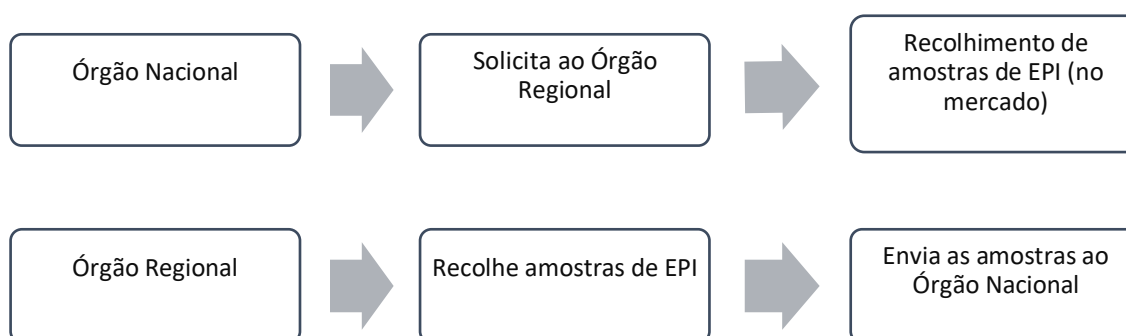 Órgão Nacional
Solicita ao Órgão
Regional
Recolhimento de
amostras de EPI (no
mercado)
Órgão Regional
Recolhe amostras de EPI
Envia as amostras ao
Órgão Nacional